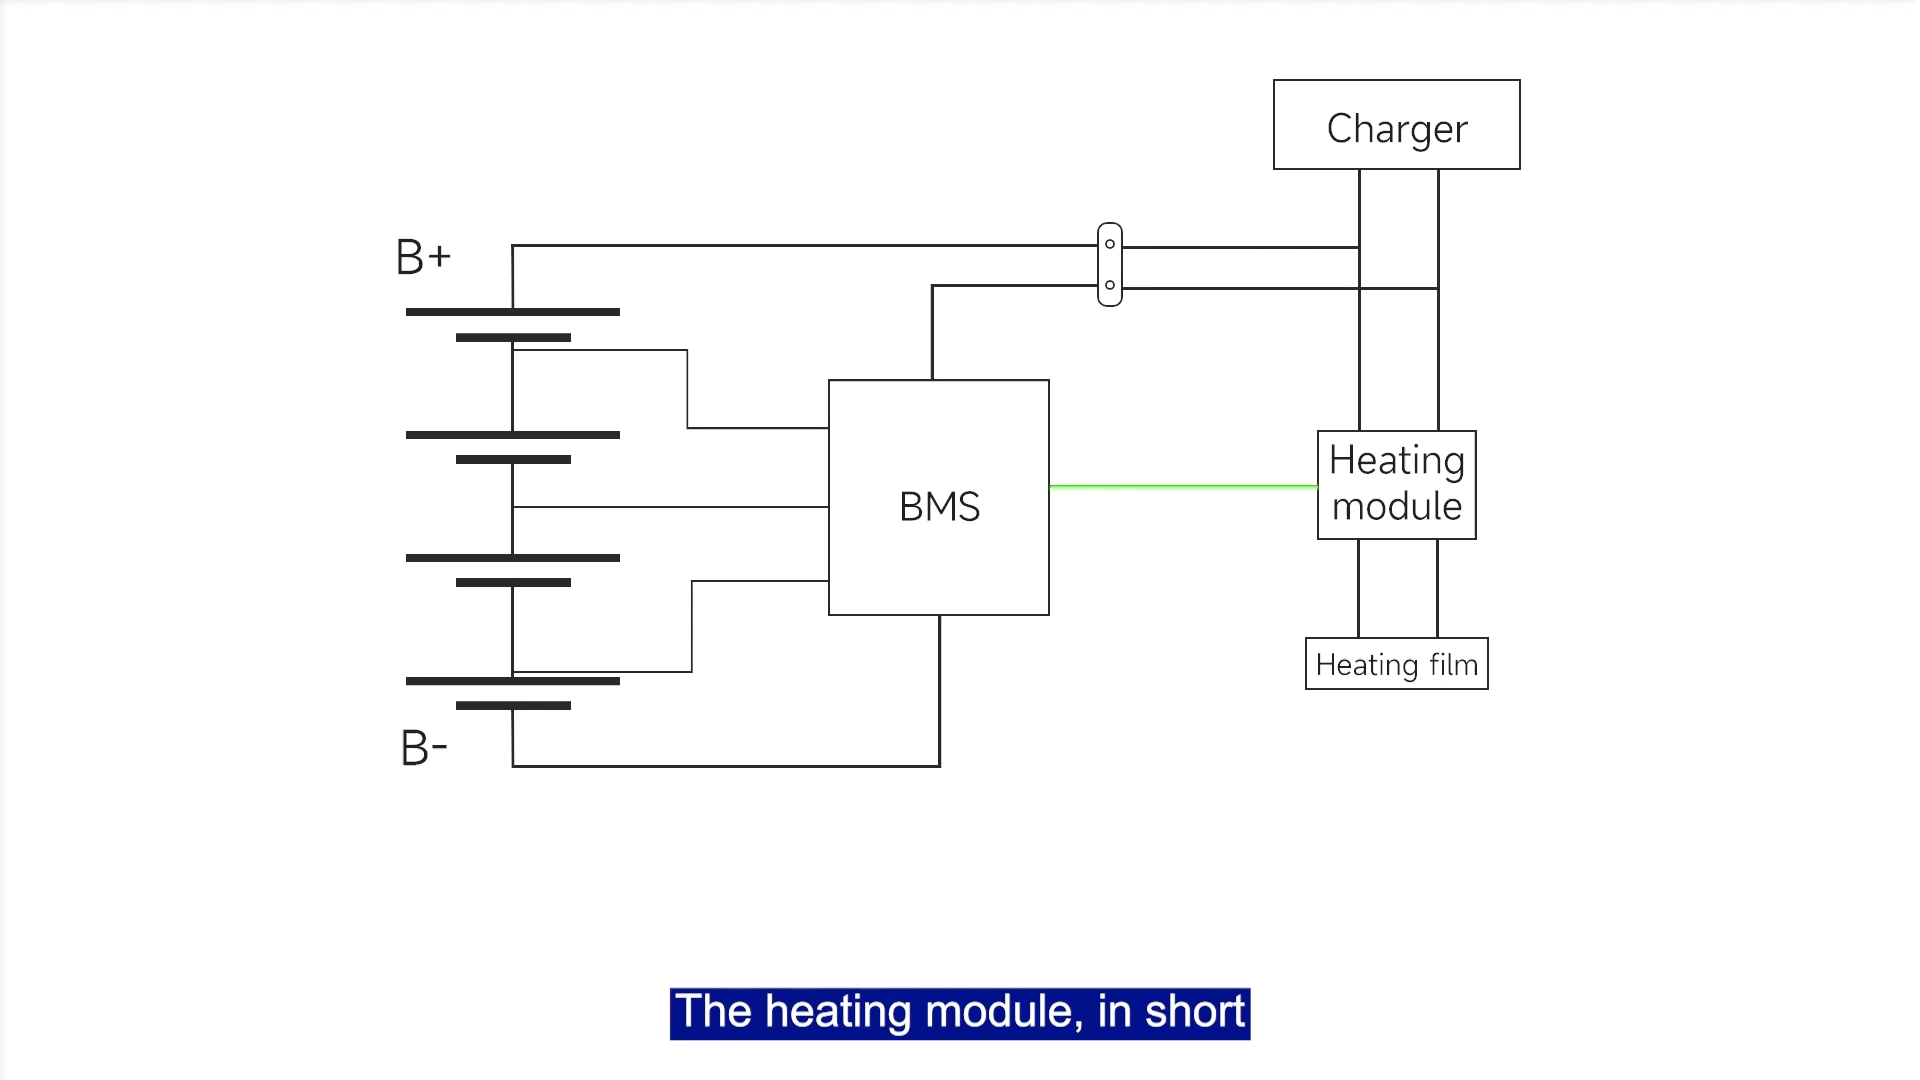 Charger
B+
Heating
module
BMS
Heating film
B-
The heating module, in short